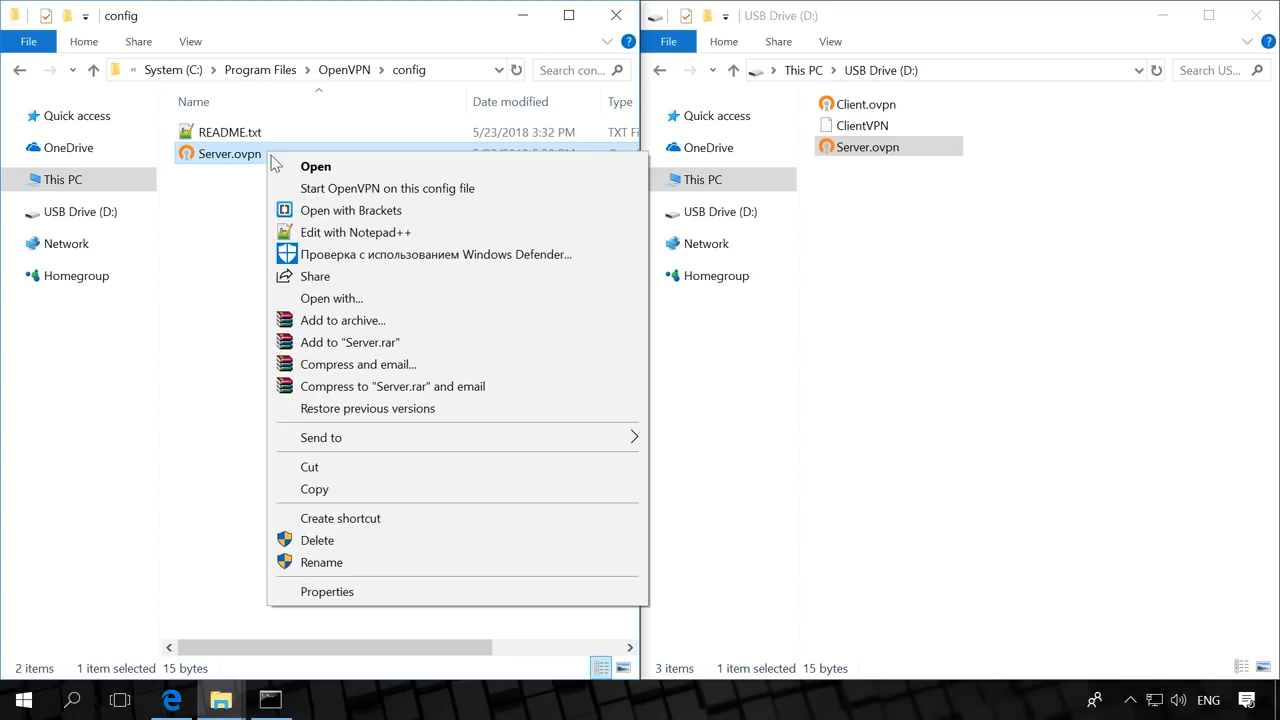 config
File Home Share View
« System (C:) > Program Files > OpenVPN > config
Search con...
Quick access
OneDrive
This PC
USB Drive (D:)
Network
Homegroup
Name Date modified Type
README.txt 5/23/2018 3:32 PM TXT Fi
Server.ovpn
Open
Start OpenVPN on this config file
Open with Brackets
Edit with Notepad++
Проверка с использованием Windows Defender...
Share
Open with...
Add to archive...
Add to "Server.rar"
Compress and email...
Compress to "Server.rar" and email
Restore previous versions
Send to
Cut
Copy
Create shortcut
Delete
Rename
Properties
2 items 1 item selected 15 bytes
USB Drive (D:)
File Home Share View
This PC > USB Drive (D:)
Search US...
Quick access
OneDrive
This PC
USB Drive (D:)
Network
Homegroup
Client.ovpn
ClientVPN
Server.ovpn
3 items 1 item selected 15 bytes
ENG